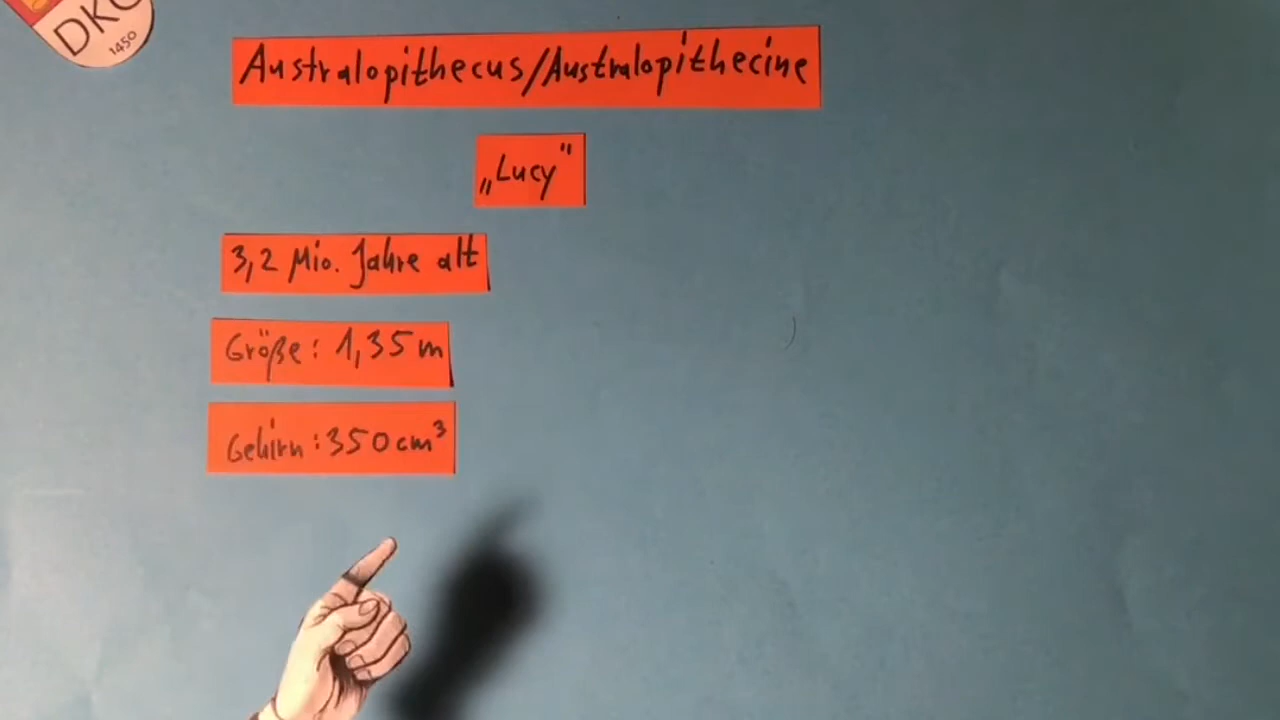 DKG
1450
Australopithecus/Australopithecine
„Lucy”
3,2 Mio. Jahre alt
Größe: 1,35 m
Gehirn: 350 cm³